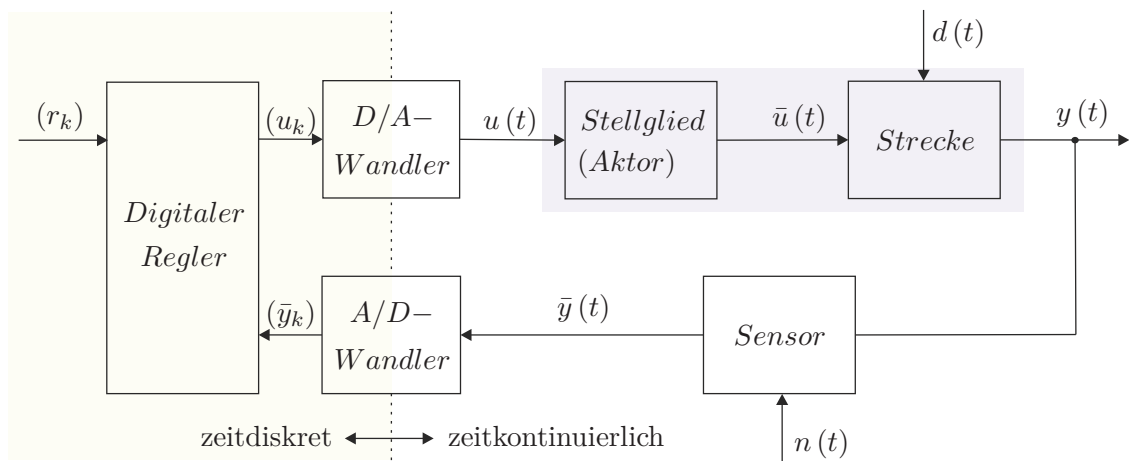 d (t)
(r_k)
(u_k)
D/A−
Wandler
u (t)
Stellglied
(Aktor)
ū (t)
Strecke
y (t)
Digitaler
Regler
(ȳ_k)
A/D−
Wandler
ȳ (t)
Sensor
zeitdiskret
zeitkontinuierlich
n (t)